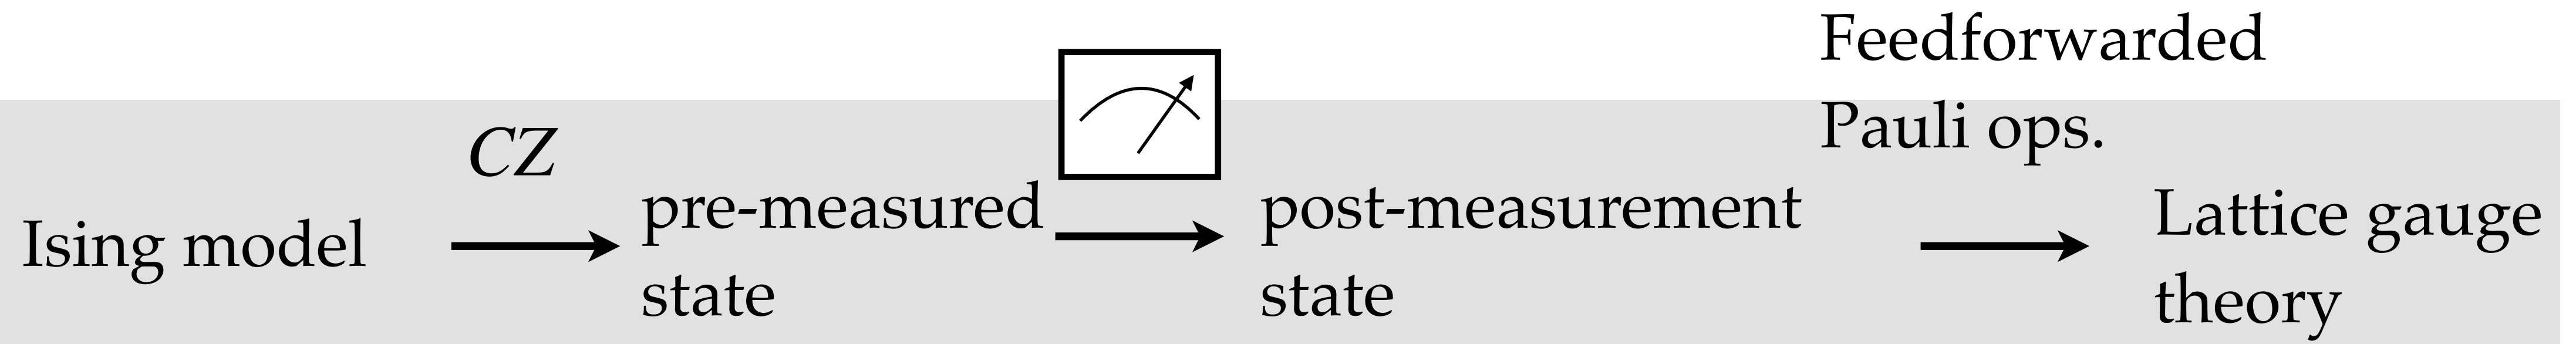 Feedforwarded
Pauli ops.
CZ
Ising model
pre-measured
state
post-measurement
state
Lattice gauge
theory